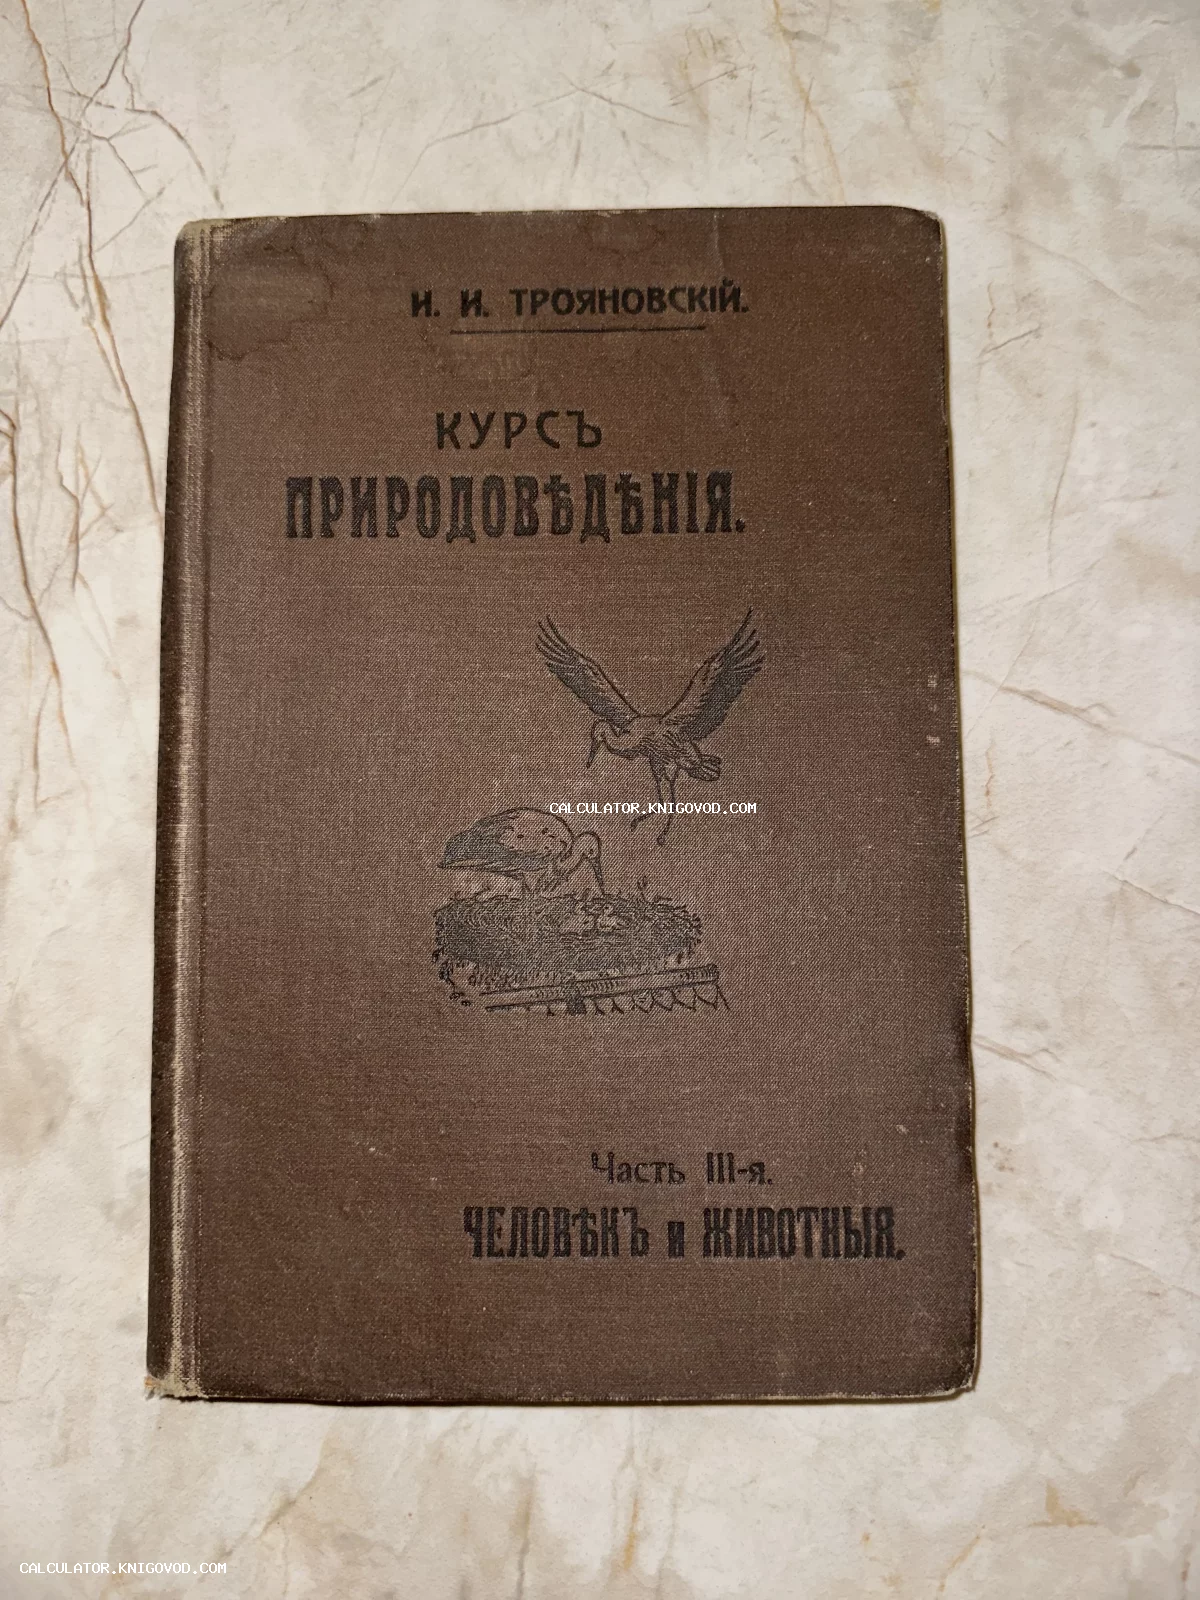 И. И. ТРОЯНОВСКІЙ.
КУРСЪ
ПРИРОДОВѢДѢНІЯ.
CALCULATOR.KNIGOVOD.COM
Часть III-я.
ЧЕЛОВѢКЪ и ЖИВОТНЫЯ.
CALCULATOR.KNIGOVOD.COM